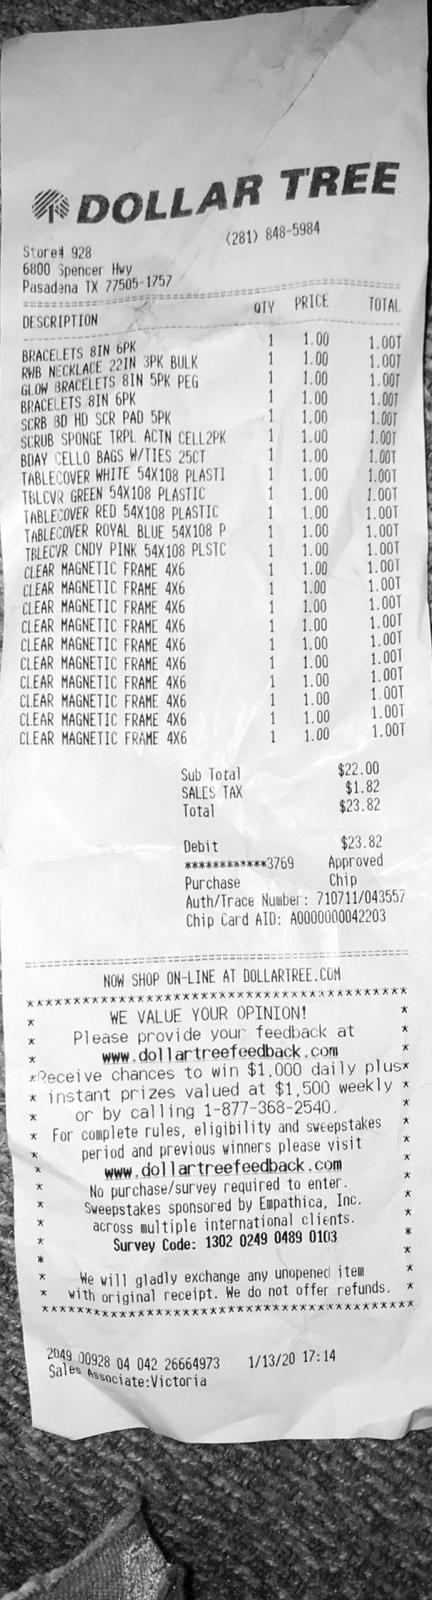 DOLLAR TREE
(281) 848-5984
Store# 928
6800 Spencer Hwy
Pasadena TX 77505-1757
DESCRIPTION QTY PRICE TOTAL
BRACELETS 8IN 6PK 1 1.00 1.00T
RWB NECKLACE 22IN 3PK BULK 1 1.00 1.00T
GLOW BRACELETS 8IN 5PK PEG 1 1.00 1.00T
BRACELETS 8IN 6PK 1 1.00 1.00T
SCRB BD HD SCR PAD 5PK 1 1.00 1.00T
SCRUB SPONGE TRPL ACTN CELL2PK 1 1.00 1.00T
BDAY CELLO BAGS W/TIES 25CT 1 1.00 1.00T
TABLECOVER WHITE 54X108 PLASTI 1 1.00 1.00T
TBLCVR GREEN 54X108 PLASTIC 1 1.00 1.00T
TABLECOVER RED 54X108 PLASTIC 1 1.00 1.00T
TABLECOVER ROYAL BLUE 54X108 P 1 1.00 1.00T
TBLECVR CNDY PINK 54X108 PLSTC 1 1.00 1.00T
CLEAR MAGNETIC FRAME 4X6 1 1.00 1.00T
CLEAR MAGNETIC FRAME 4X6 1 1.00 1.00T
CLEAR MAGNETIC FRAME 4X6 1 1.00 1.00T
CLEAR MAGNETIC FRAME 4X6 1 1.00 1.00T
CLEAR MAGNETIC FRAME 4X6 1 1.00 1.00T
CLEAR MAGNETIC FRAME 4X6 1 1.00 1.00T
CLEAR MAGNETIC FRAME 4X6 1 1.00 1.00T
CLEAR MAGNETIC FRAME 4X6 1 1.00 1.00T
CLEAR MAGNETIC FRAME 4X6 1 1.00 1.00T
CLEAR MAGNETIC FRAME 4X6 1 1.00 1.00T
Sub Total $22.00
SALES TAX $1.82
Total $23.82
Debit $23.82
************3769 Approved
Purchase Chip
Auth/Trace Number: 710711/043557
Chip Card AID: A0000000042203
NOW SHOP ON-LINE AT DOLLARTREE.COM
WE VALUE YOUR OPINION!
Please provide your feedback at
www.dollartreefeedback.com
Receive chances to win $1,000 daily plus
instant prizes valued at $1,500 weekly
or by calling 1-877-368-2540.
For complete rules, eligibility and sweepstakes
period and previous winners please visit
www.dollartreefeedback.com
No purchase/survey required to enter.
Sweepstakes sponsored by Empathica, Inc.
across multiple international clients.
Survey Code: 1302 0249 0489 0103
We will gladly exchange any unopened item
with original receipt. We do not offer refunds.
2049 00928 04 042 26664973 1/13/20 17:14
Sales Associate:Victoria